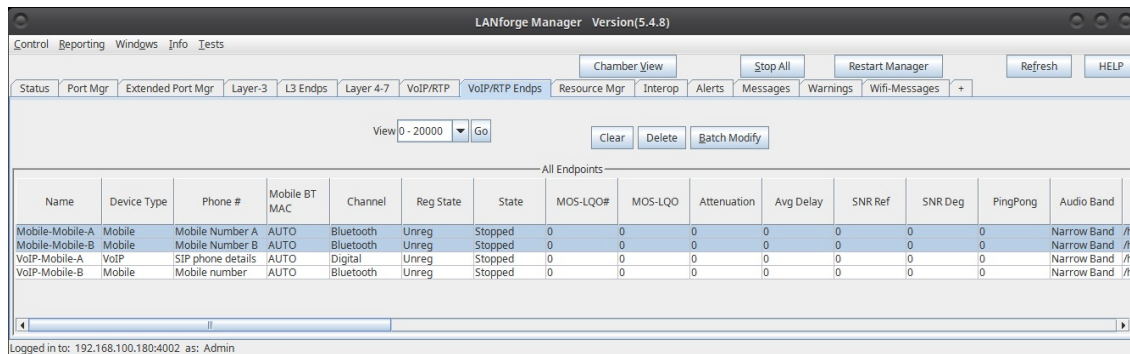 LANforge Manager Version(5.4.8)
Control Reporting Windows Info Tests
Chamber View Stop All Restart Manager Refresh HELP
Status Port Mgr Extended Port Mgr Layer-3 L3 Endps Layer 4-7 VoIP/RTP VoIP/RTP Endps Resource Mgr Interop Alerts Messages Warnings Wifi-Messages +
View 0 - 20000 Go Clear Delete Batch Modify
All Endpoints
Name Device Type Phone # Mobile BT MAC Channel Reg State State MOS-LQO# MOS-LQO Attenuation Avg Delay SNR Ref SNR Deg PingPong Audio Band
Mobile-Mobile-A Mobile Mobile Number A AUTO Bluetooth Unreg Stopped 0 0 0 0 0 0 0 Narrow Band
Mobile-Mobile-B Mobile Mobile Number B AUTO Bluetooth Unreg Stopped 0 0 0 0 0 0 0 Narrow Band
VoIP-Mobile-A VoIP SIP phone details AUTO Digital Unreg Stopped 0 0 0 0 0 0 0 Narrow Band
VoIP-Mobile-B Mobile Mobile number AUTO Bluetooth Unreg Stopped 0 0 0 0 0 0 0 Narrow Band
Logged in to: 192.168.100.180:4002 as: Admin